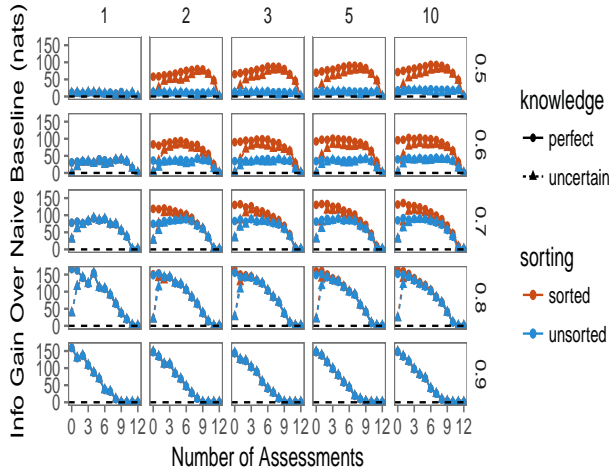 1 2 3 5 10
Info Gain Over Naive Baseline (nats)
150
100
50
0
0.5
150
100
50
0
0.6
150
100
50
0
0.7
150
100
50
0
0.8
150
100
50
0
0.9
0 3 6 9 12 0 3 6 9 12 0 3 6 9 12 0 3 6 9 12 0 3 6 9 12
Number of Assessments
knowledge
perfect
uncertain
sorting
sorted
unsorted